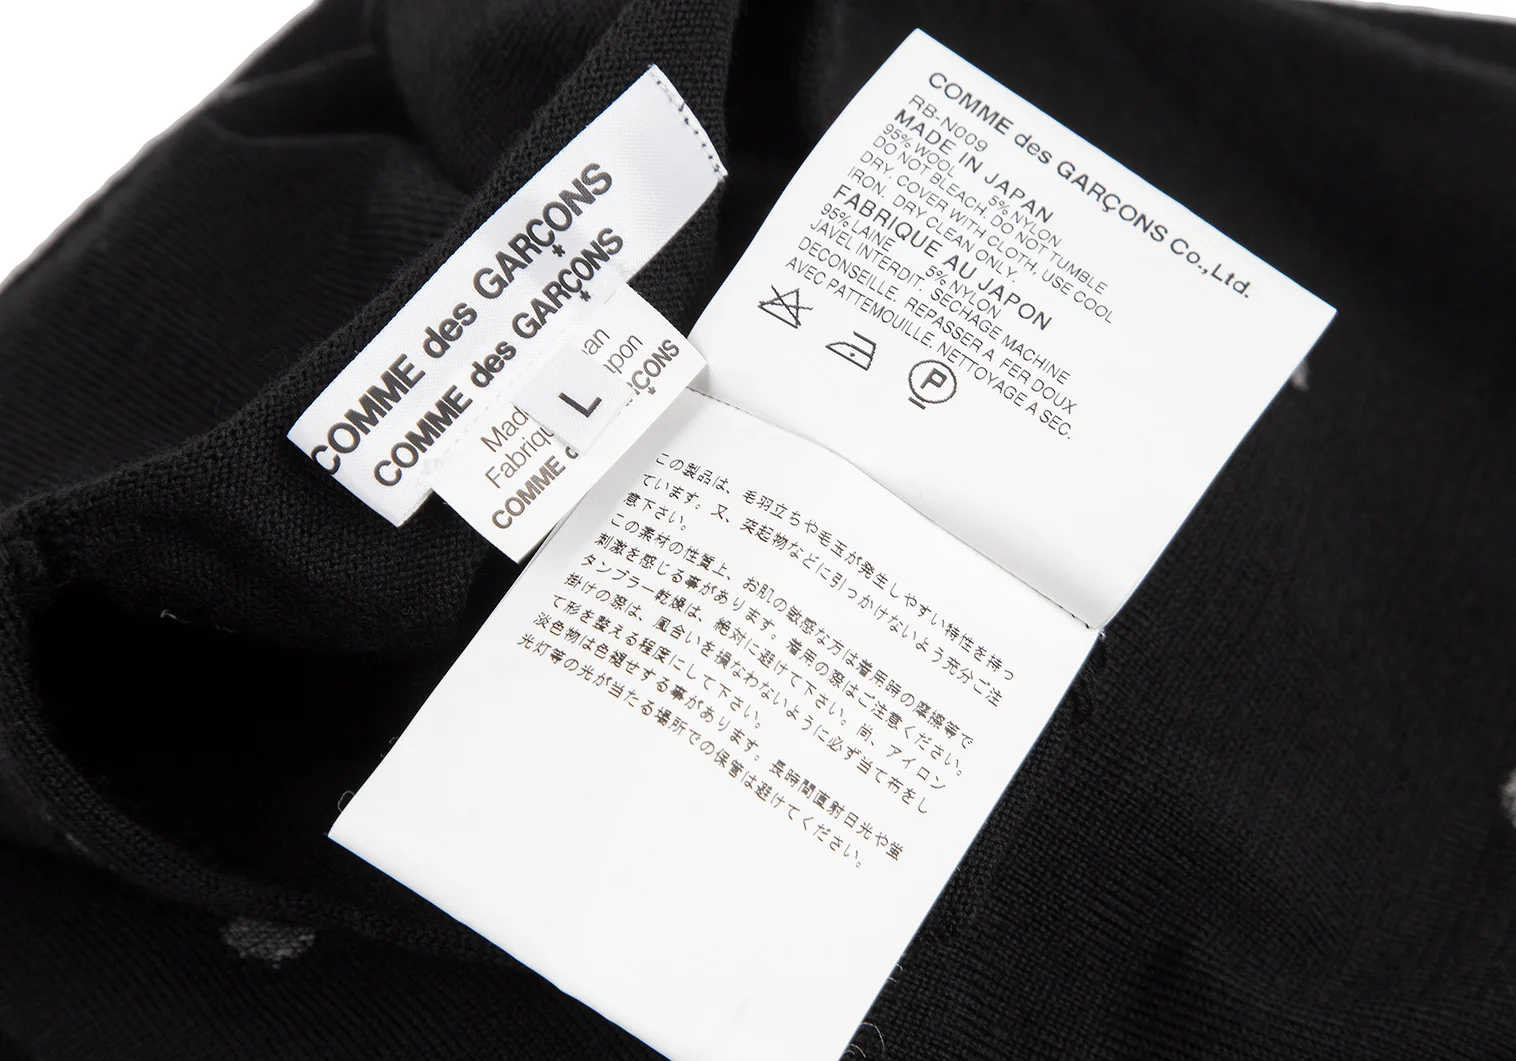 COMME des GARÇONS
COMME des GARÇONS
L
COMME des GARÇONS Co., Ltd.
RB-N009
MADE IN JAPAN
95% WOOL 5% NYLON
DO NOT BLEACH. DO NOT TUMBLE
DRY. COVER WITH CLOTH. USE COOL
IRON. DRY CLEAN ONLY.
FABRIQUE AU JAPON
95% LAINE 5% NYLON
JAVEL INTERDIT. SECHAGE MACHINE
DECONSEILLE. REPASSER A FER DOUX
AVEC PATTEMOUILLE. NETTOYAGE A SEC.
P
この製品は、毛羽立ちや毛玉が発生しやすい特性を持っ
ています。又、突起物などに引っかけないよう充分ご注
意下さい。
この素材の性質上、お肌の敏感な方は着用時の摩擦等で
刺激を感じる事があります。着用の際はご注意ください。
タンブラー乾燥は、絶対に避けて下さい。尚、アイロン
掛けの際は、風合いを損なわないように必ず当て布をし
て形を整える程度にして下さい。
淡色物は色褪せする事があります。長時間直射日光や蛍
光灯等の光が当たる場所での保管は避けてください。